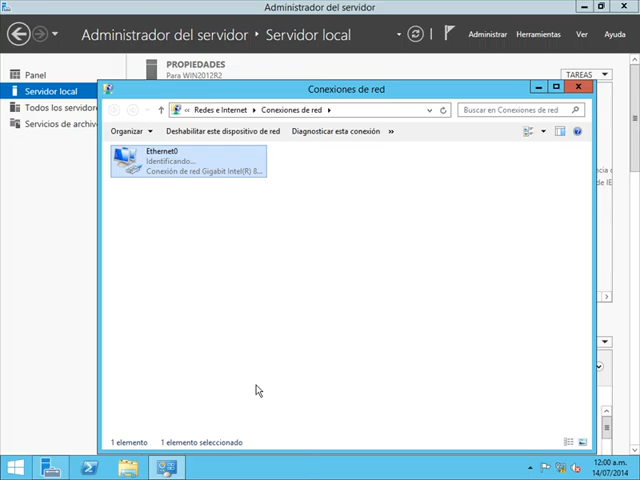 Administrador del servidor
Administrador del servidor
Servidor local
Administrar
Herramientas
Ver
Ayuda
Panel
Servidor local
Todos los servidore
Servicios de archiv
PROPIEDADES
Para WIN2012R2
TAREAS
Conexiones de red
Redes e Internet
Conexiones de red
Buscar en Conexiones de red
Organizar
Deshabilitar este dispositivo de red
Diagnosticar esta conexión
»
Ethernet0
Identificando...
Conexión de red Gigabit Intel(R) 8...
ncia c
de IE
1 elemento
1 elemento seleccionado
12:00 a.m.
14/07/2014